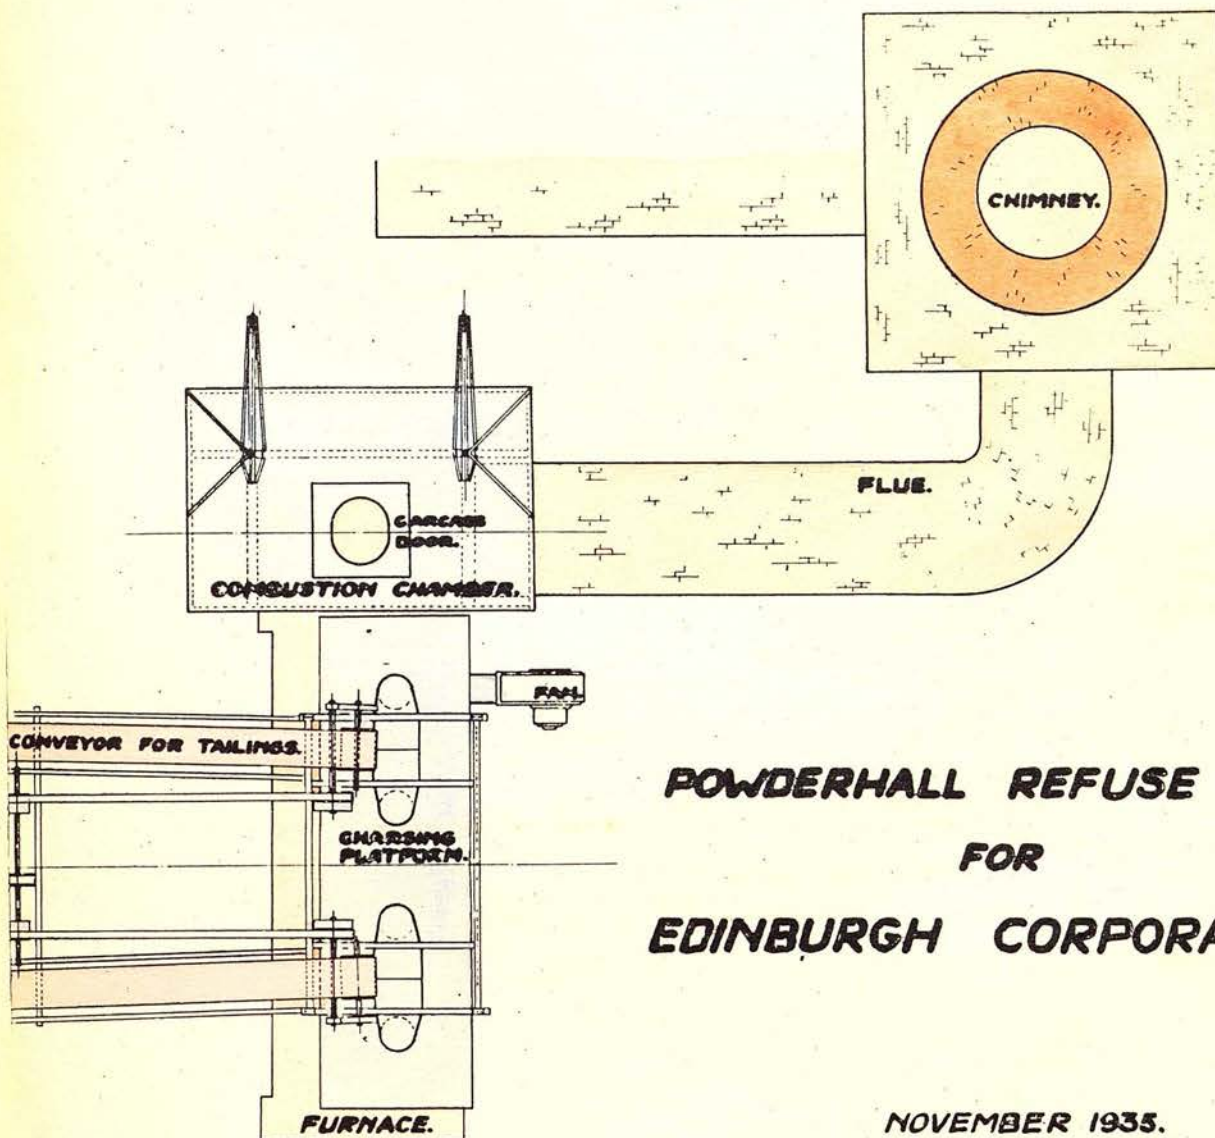 CHIMNEY.
FLUE.
CARCASE
DOOR.
COMBUSTION CHAMBER.
FAN.
CONVEYOR FOR TAILINGS.
CHARGING
PLATFORM.
POWDERHALL REFUSE
FOR
EDINBURGH CORPORA
FURNACE.
NOVEMBER 1935.